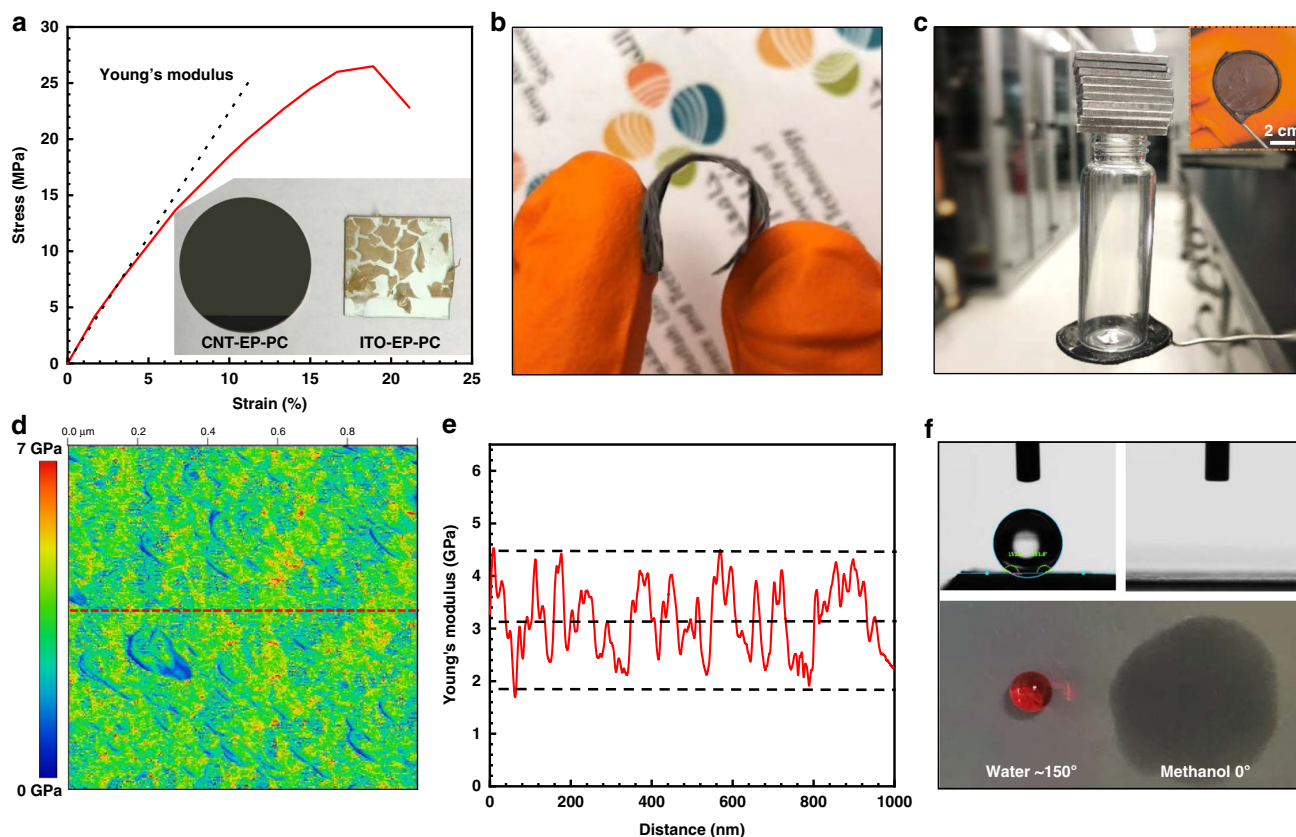 a
Stress (MPa)
35
30
25
20
15
10
5
0
0
5
10
15
20
25
Strain (%)
Young's modulus
CNT-EP-PC
ITO-EP-PC
b
King A
Scien
c
2 cm
d
0.0 μm
0.2
0.4
0.6
0.8
7 GPa
0 GPa
e
Young's modulus (GPa)
6
5
4
3
2
1
0
0
200
400
600
800
1000
Distance (nm)
f
Water ~150°
Methanol 0°